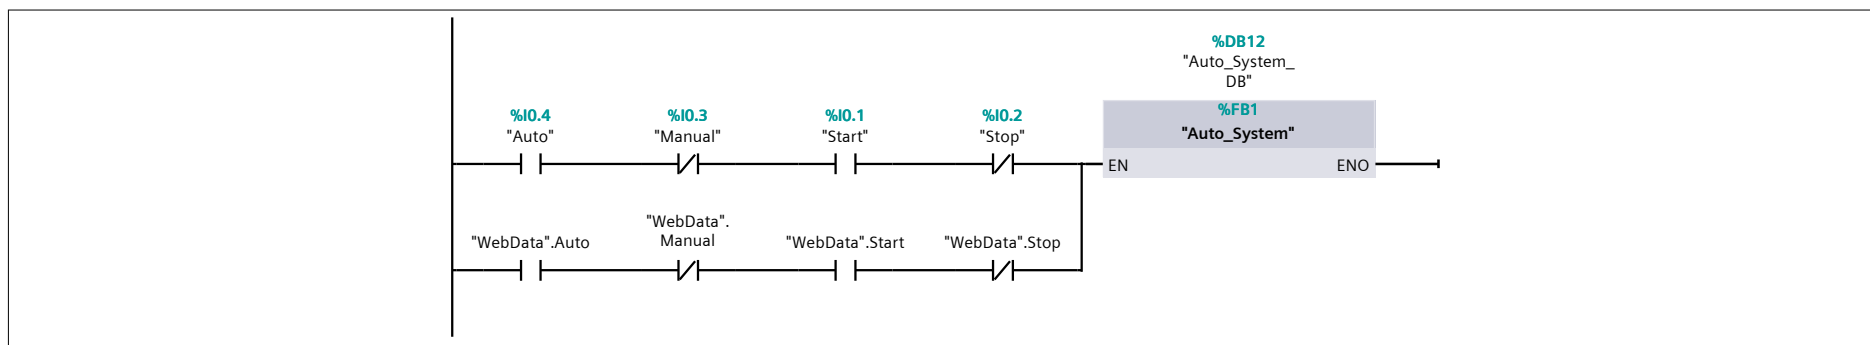 %DB12
"Auto_System_
DB"
%I0.4 %I0.3 %I0.1 %I0.2 %FB1
"Auto" "Manual" "Start" "Stop" "Auto_System"
EN ENO
"WebData".
"WebData".Auto Manual "WebData".Start "WebData".Stop